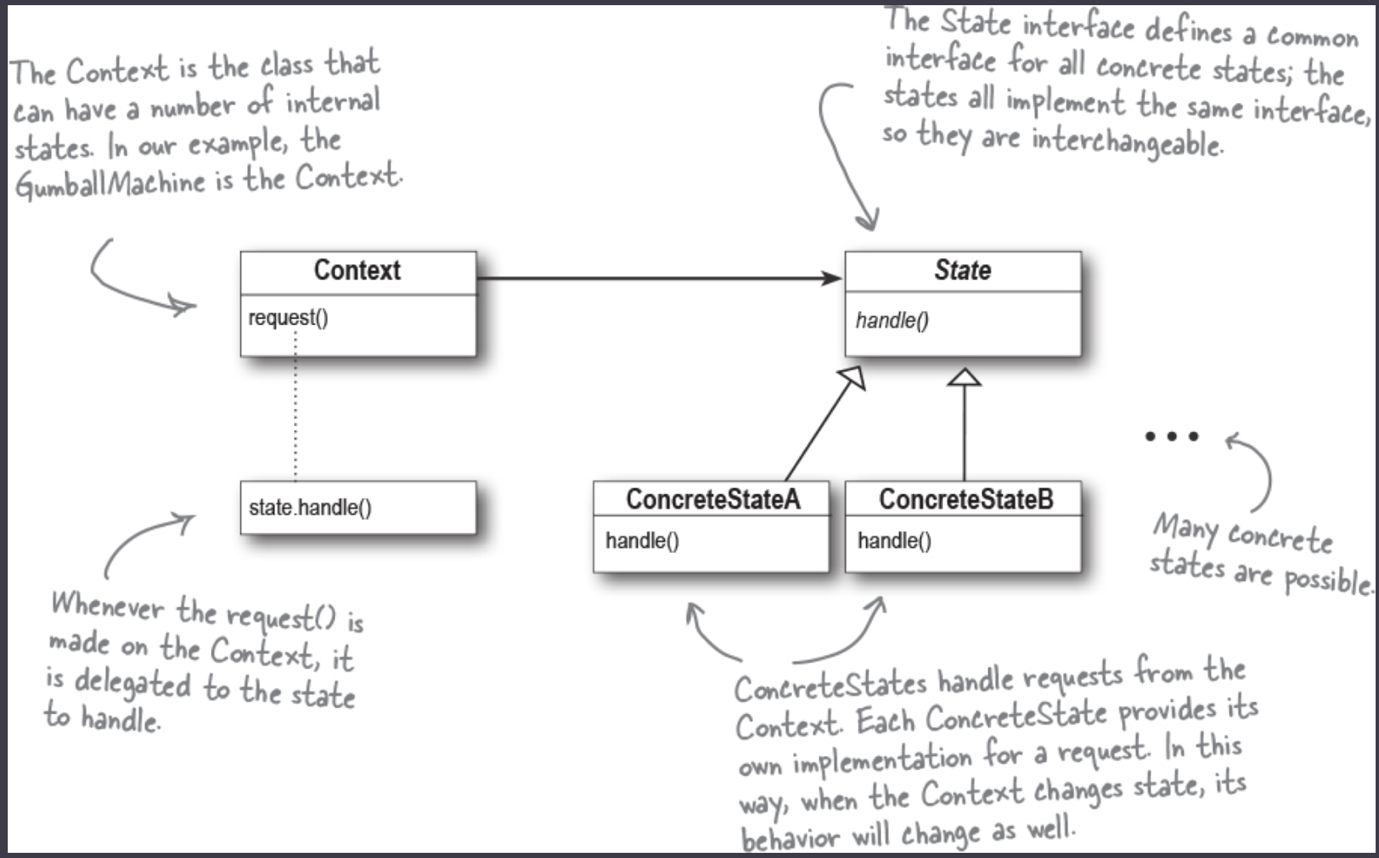 The Context is the class that
can have a number of internal
states. In our example, the
GumballMachine is the Context.
The State interface defines a common
interface for all concrete states; the
states all implement the same interface,
so they are interchangeable.
Context
request()
State
handle()
state.handle()
ConcreteStateA
handle()
ConcreteStateB
handle()
Many concrete
states are possible.
Whenever the request() is
made on the Context, it
is delegated to the state
to handle.
ConcreteStates handle requests from the
Context. Each ConcreteState provides its
own implementation for a request. In this
way, when the Context changes state, its
behavior will change as well.